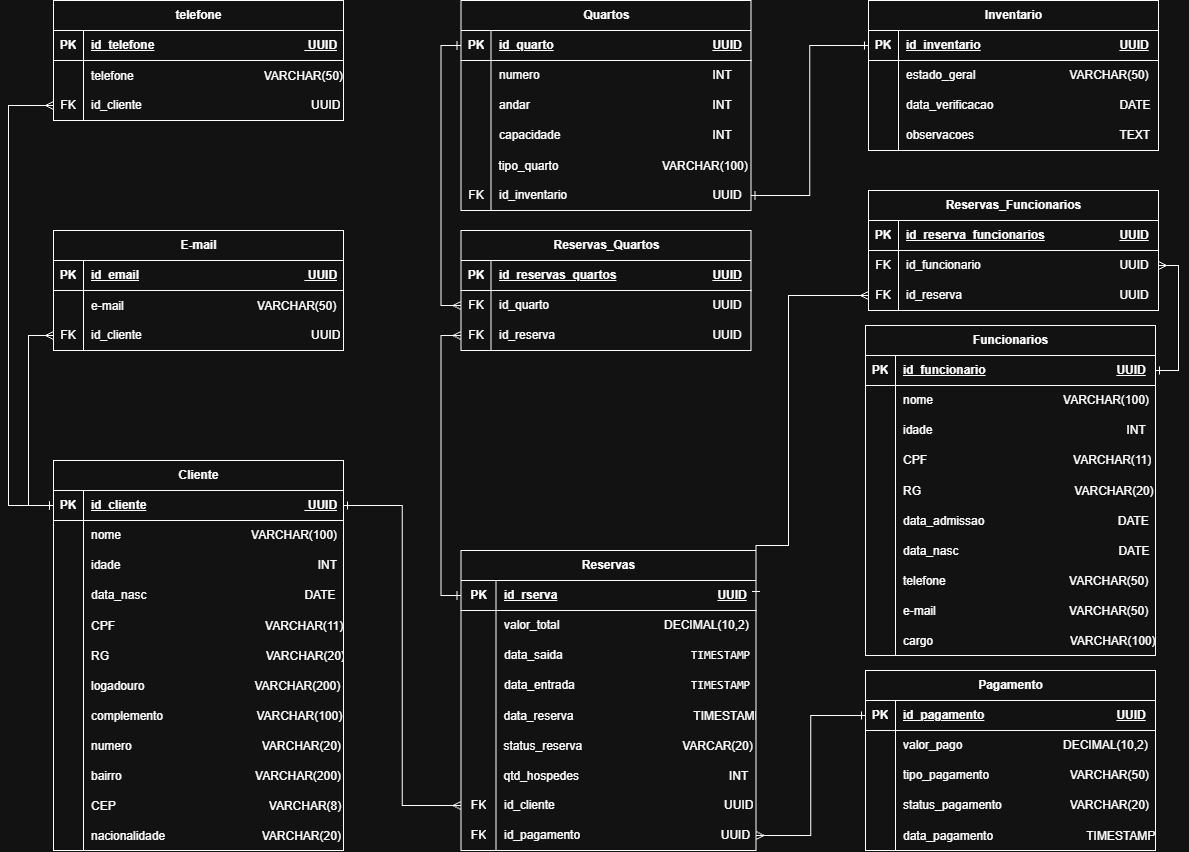 telefone
PK id_telefone UUID
telefone VARCHAR(50)
FK id_cliente UUID
E-mail
PK id_email UUID
e-mail VARCHAR(50)
FK id_cliente UUID
Cliente
PK id_cliente UUID
nome VARCHAR(100)
idade INT
data_nasc DATE
CPF VARCHAR(11)
RG VARCHAR(20)
logadouro VARCHAR(200)
complemento VARCHAR(100)
numero VARCHAR(20)
bairro VARCHAR(200)
CEP VARCHAR(8)
nacionalidade VARCHAR(20)
Quartos
PK id_quarto UUID
numero INT
andar INT
capacidade INT
tipo_quarto VARCHAR(100)
FK id_inventario UUID
Reservas_Quartos
PK id_reservas_quartos UUID
FK id_quarto UUID
FK id_reserva UUID
Reservas
PK id_rserva UUID
valor_total DECIMAL(10,2)
data_saida TIMESTAMP
data_entrada TIMESTAMP
data_reserva TIMESTAM
status_reserva VARCAR(20)
qtd_hospedes INT
FK id_cliente UUID
FK id_pagamento UUID
Inventario
PK id_inventario UUID
estado_geral VARCHAR(50)
data_verificacao DATE
observacoes TEXT
Reservas_Funcionarios
PK id_reserva_funcionarios UUID
FK id_funcionario UUID
FK id_reserva UUID
Funcionarios
PK id_funcionario UUID
nome VARCHAR(100)
idade INT
CPF VARCHAR(11)
RG VARCHAR(20)
data_admissao DATE
data_nasc DATE
telefone VARCHAR(50)
e-mail VARCHAR(50)
cargo VARCHAR(100)
Pagamento
PK id_pagamento UUID
valor_pago DECIMAL(10,2)
tipo_pagamento VARCHAR(50)
status_pagamento VARCHAR(20)
data_pagamento TIMESTAMP